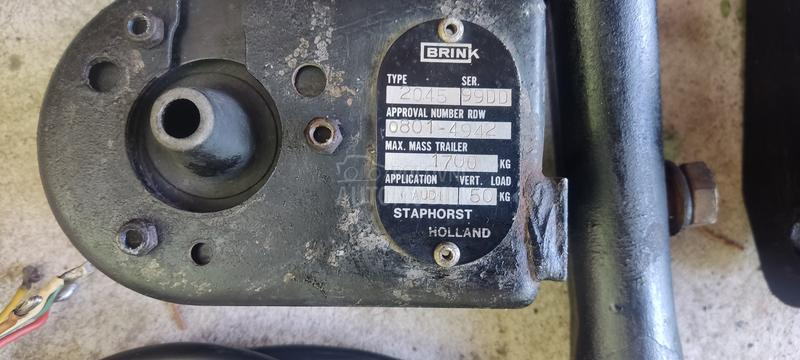 BRINK
TYPE SER.
2045 99DD
APPROVAL NUMBER RDW
0801-4942
MAX. MASS TRAILER
1700 KG
APPLICATION VERT. LOAD
AUDI 50 KG
STAPHORST
HOLLAND